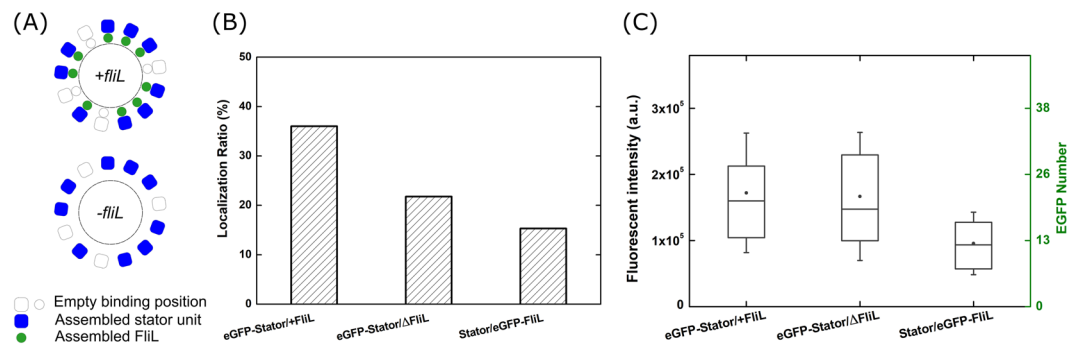 (A)
+fliL
-fliL
Empty binding position
Assembled stator unit
Assembled FliL
(B)
Localization Ratio (%)
50
40
30
20
10
0
eGFP-Stator/+FliL
eGFP-Stator/ΔFliL
Stator/eGFP-FliL
(C)
Fluorescent intensity (a.u.)
3x10⁵
2x10⁵
1x10⁵
0
eGFP-Stator/+FliL
eGFP-Stator/ΔFliL
Stator/eGFP-FliL
38
26
13
0
EGFP Number